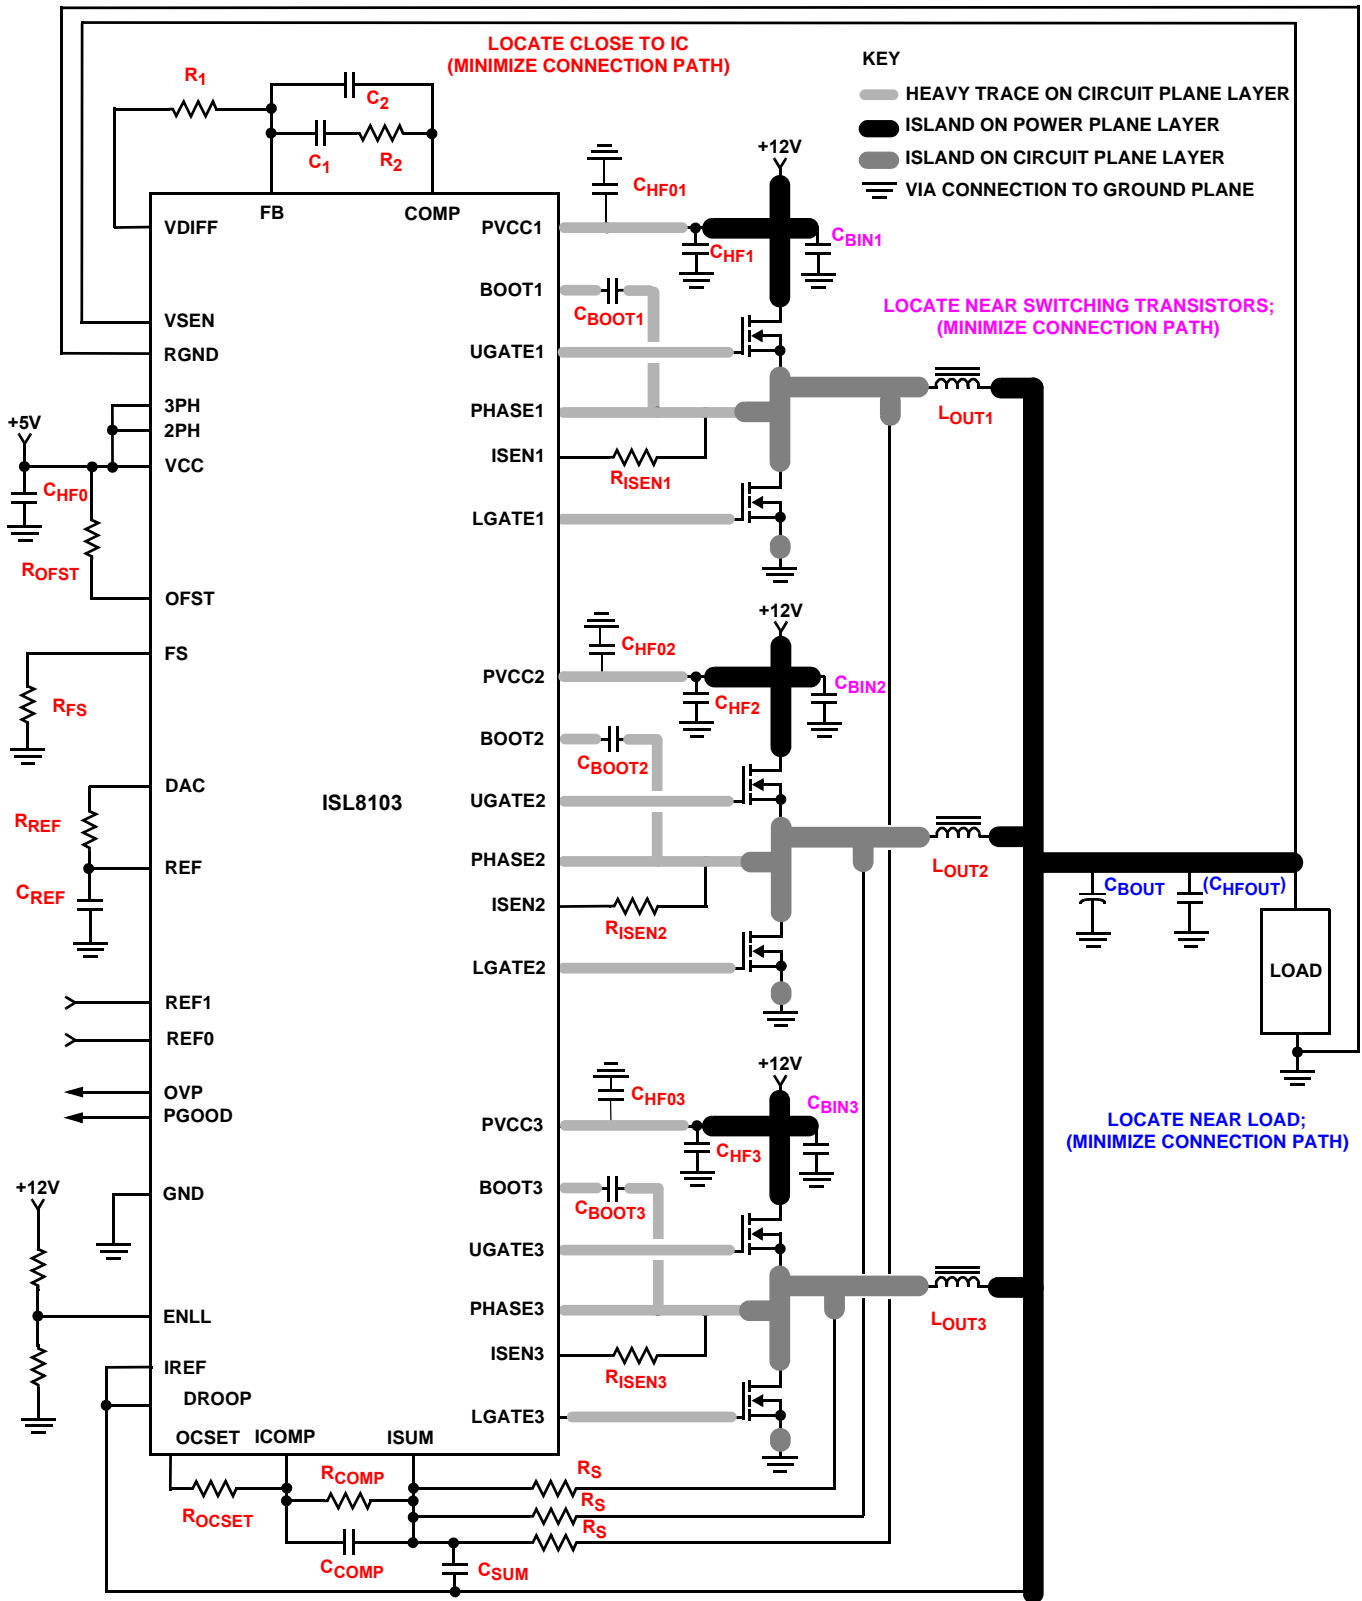 LOCATE CLOSE TO IC
(MINIMIZE CONNECTION PATH)
KEY
HEAVY TRACE ON CIRCUIT PLANE LAYER
ISLAND ON POWER PLANE LAYER
ISLAND ON CIRCUIT PLANE LAYER
VIA CONNECTION TO GROUND PLANE
R1
C2
C1
R2
FB
COMP
VDIFF
VSEN
RGND
3PH
2PH
VCC
+5V
CHF0
ROFST
OFST
FS
RFS
DAC
RREF
REF
CREF
REF1
REF0
OVP
PGOOD
+12V
GND
ENLL
IREF
DROOP
OCSET
ICOMP
ISUM
ISL8103
ROCSET
RCOMP
CCOMP
CSUM
RS
RS
RS
+12V
CHF01
PVCC1
CHF1
CBIN1
BOOT1
CBOOT1
UGATE1
PHASE1
ISEN1
RISEN1
LGATE1
LOUT1
LOCATE NEAR SWITCHING TRANSISTORS;
(MINIMIZE CONNECTION PATH)
+12V
CHF02
PVCC2
CHF2
CBIN2
BOOT2
CBOOT2
UGATE2
PHASE2
ISEN2
RISEN2
LGATE2
LOUT2
CBOUT
(CHFOUT)
LOAD
+12V
CHF03
PVCC3
CHF3
CBIN3
BOOT3
CBOOT3
UGATE3
PHASE3
ISEN3
RISEN3
LGATE3
LOUT3
LOCATE NEAR LOAD;
(MINIMIZE CONNECTION PATH)